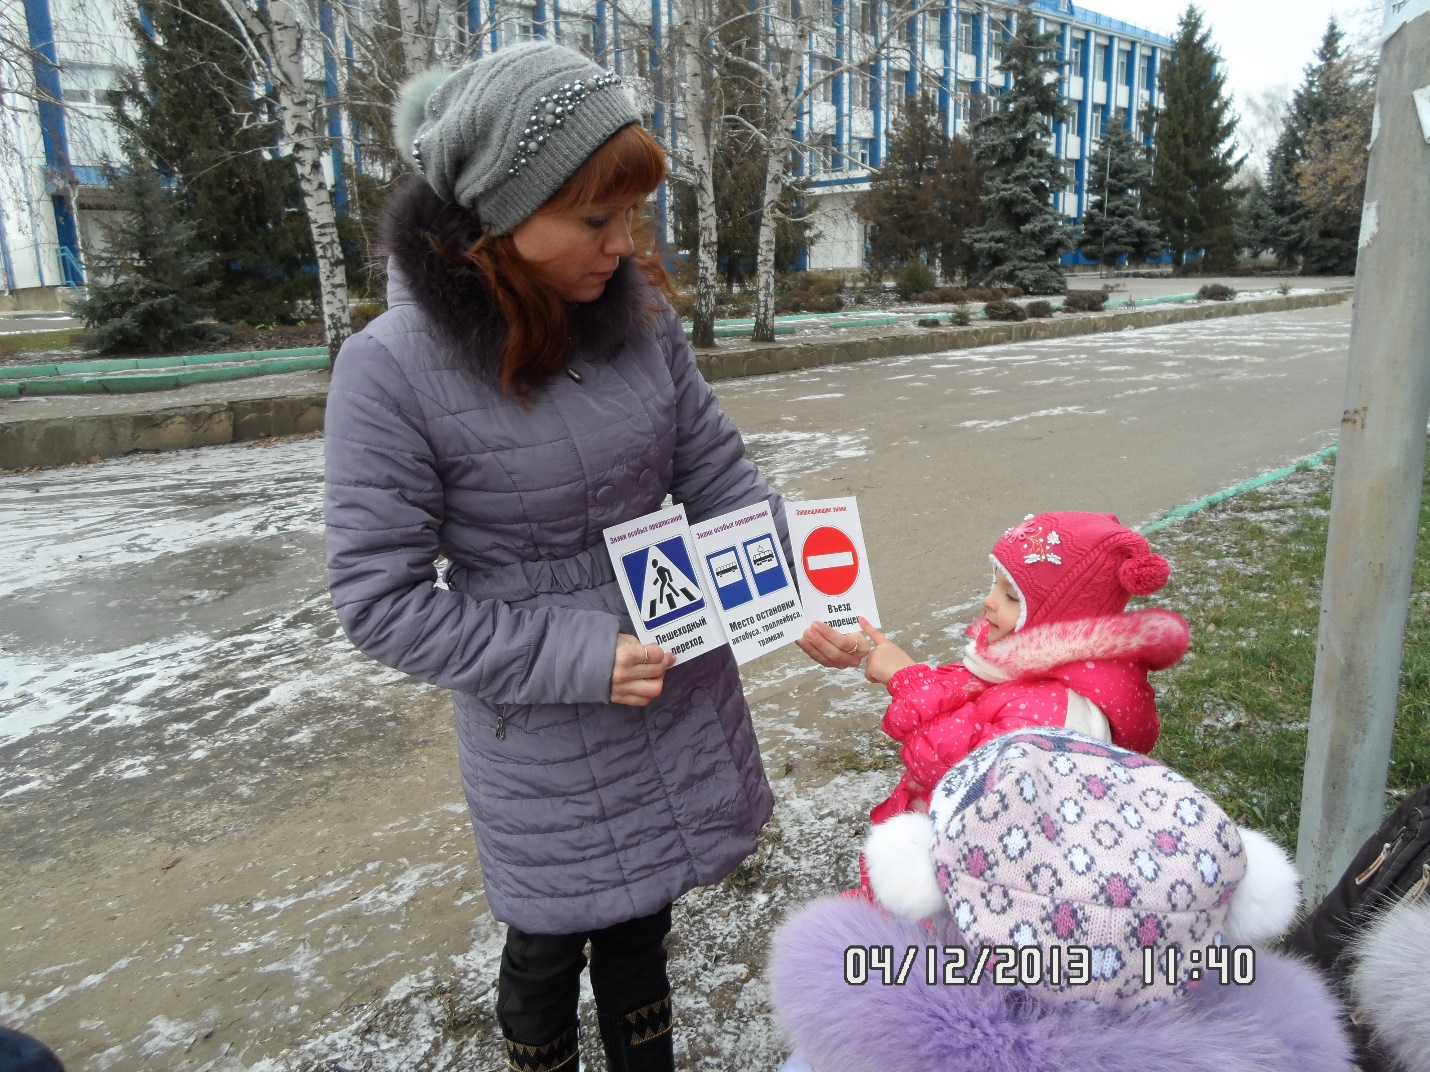 Знаки особых предписаний
Пешеходный
переход
Знаки особых предписаний
Место остановки
автобуса, троллейбуса,
трамвая
Запрещающие знаки
Въезд
запрещен
04/12/2013 11:40